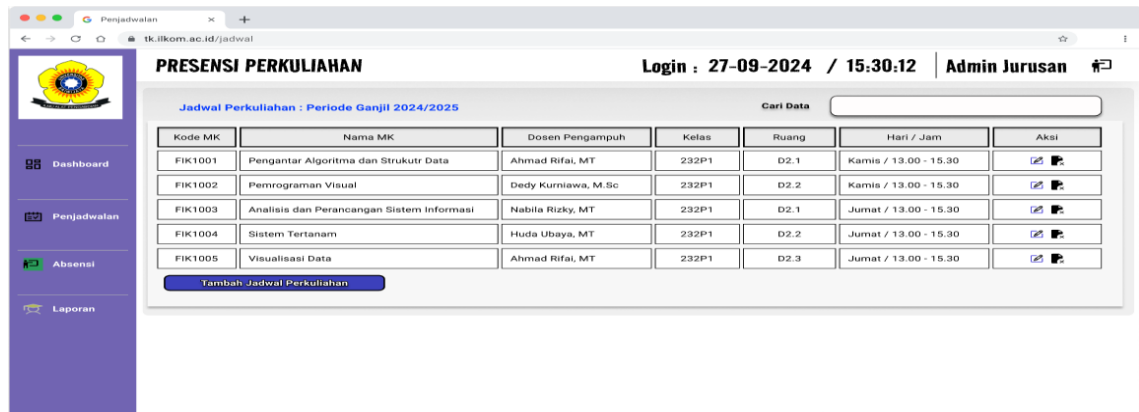 Penjadwalan
tk.ilkom.ac.id/jadwal
PRESENSI PERKULIAHAN Login : 27-09-2024 / 15:30:12 Admin Jurusan
Jadwal Perkuliahan : Periode Ganjil 2024/2025 Cari Data
Kode MK Nama MK Dosen Pengampuh Kelas Ruang Hari / Jam Aksi
FIK1001 Pengantar Algoritma dan Strukutr Data Ahmad Rifai, MT 232P1 D2.1 Kamis / 13.00 - 15.30
FIK1002 Pemrograman Visual Dedy Kurniawa, M.Sc 232P1 D2.2 Kamis / 13.00 - 15.30
FIK1003 Analisis dan Perancangan Sistem Informasi Nabila Rizky, MT 232P1 D2.1 Jumat / 13.00 - 15.30
FIK1004 Sistem Tertanam Huda Ubaya, MT 232P1 D2.2 Jumat / 13.00 - 15.30
FIK1005 Visualisasi Data Ahmad Rifai, MT 232P1 D2.3 Jumat / 13.00 - 15.30
Tambah Jadwal Perkuliahan
Dashboard
Penjadwalan
Absensi
Laporan